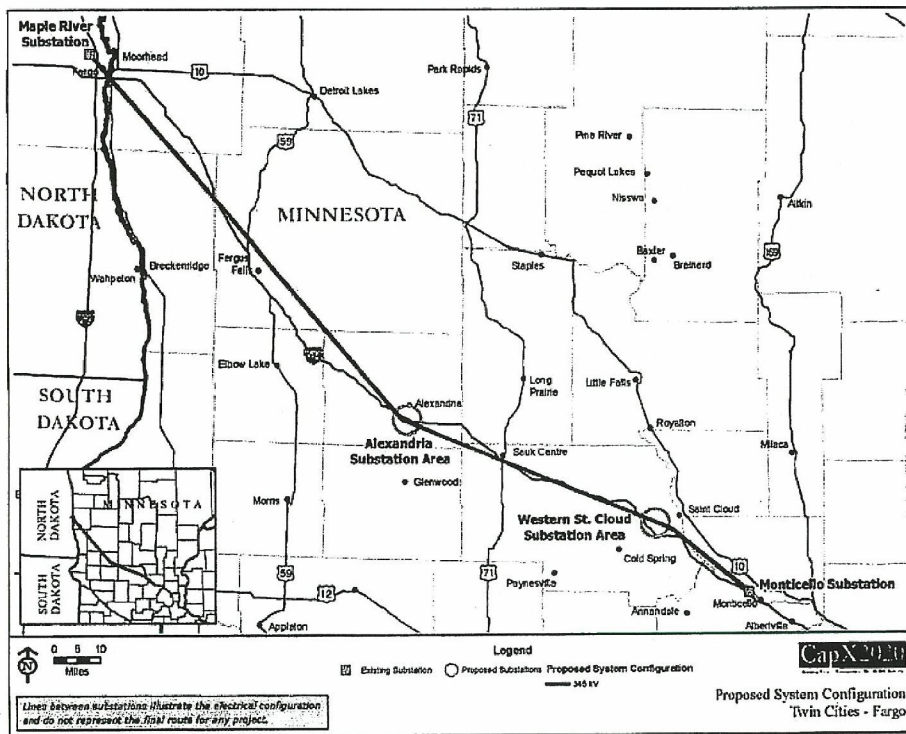 Maple River
Substation
Moorhead
Fargo
10
Detroit Lakes
Park Rapids
71
59
Pine River
Pequot Lakes
Nisswa
Aitkin
NORTH
DAKOTA
MINNESOTA
169
Baxter
Brainerd
Staples
Breckenridge
Wahpeton
Fergus
Falls
Elbow Lake
Long
Prairie
Little Falls
SOUTH
DAKOTA
Alexandria
Royalton
Alexandria
Substation Area
Sauk Centre
Milaca
Glenwood
Morris
Western St. Cloud
Substation Area
Saint Cloud
Cold Spring
Paynesville
10
Monticello Substation
Monticello
Annandale
Albertville
59
71
12
Appleton
MINNESOTA
NORTH
DAKOTA
SOUTH
DAKOTA
N
0 5 10
Miles
Legend
Existing Substation Proposed Substations Proposed System Configuration
345 kV
CapX2020
Lines between substations illustrate the electrical configuration
and do not represent the final route for any project.
Proposed System Configuration
Twin Cities - Fargo